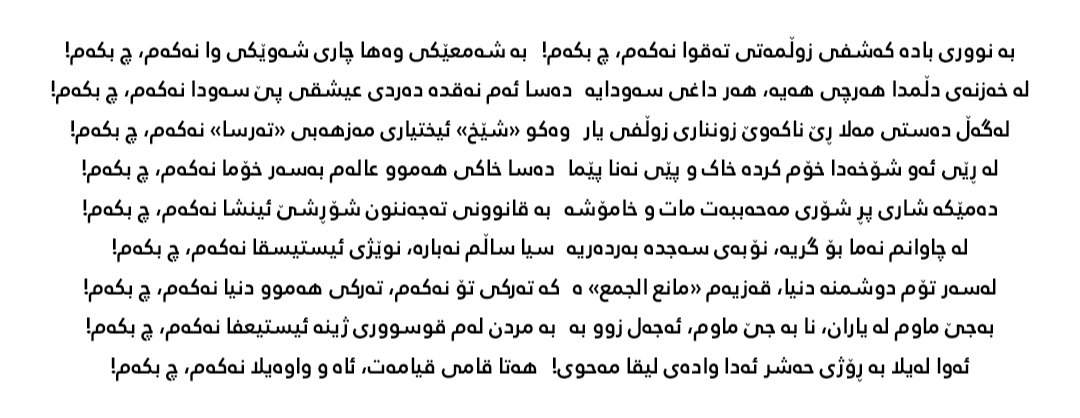 بە نووری بادە کەشفی زوڵمەتی تەقوا نەکەم، چ بکەم! بە شەمعێکی وەها چاری شەوێکی وا نەکەم، چ بکەم!
لە خەزنەی دڵمدا هەرچی هەیە، هەر داغی سەودایە دەسا ئەم نەقدە دەردی عیشقی پێ سەودا نەکەم، چ بکەم!
لەگەڵ دەستی مەلا ڕێ ناکەوێ زونناری زوڵفی یار وەکو «شێخ» ئیختیاری مەزهەبی «تەرسا» نەکەم، چ بکەم!
لە ڕێی ئەو شۆخەدا خۆم کردە خاک و پێی نەنا پێما دەسا خاکی هەموو عالەم بەسەر خۆما نەکەم، چ بکەم!
دەمێکە شاری پڕ شۆری مەحەببەت مات و خامۆشە بە قانوونی تەجەننون شۆڕشێ ئینشا نەکەم، چ بکەم!
لە چاوانم نەما بۆ گریە، نۆبەی سەجدە بەردەریە سیا ساڵم نەبارە، نوێژی ئیستیسقا نەکەم، چ بکەم!
لەسەر تۆم دوشمنە دنیا، قەزیەم «مانع الجمع» ە کە تەرکی تۆ نەکەم، تەرکی هەموو دنیا نەکەم، چ بکەم!
بەجێ ماوم لە یاران، نا بە جێ ماوم، ئەجەل زوو بە بە مردن لەم قوسووری ژینە ئیستیعفا نەکەم، چ بکەم!
ئەوا لەیلا بە ڕۆژی حەشر ئەدا وادەی لیقا مەحوی! هەتا قامی قیامەت، ئاه و واوەیلا نەکەم، چ بکەم!